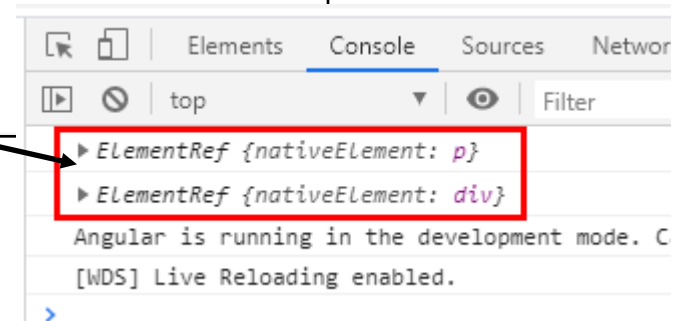 Elements Console Sources Networ
top Filter
ElementRef {nativeElement: p}
ElementRef {nativeElement: div}
Angular is running in the development mode. C
[WDS] Live Reloading enabled.